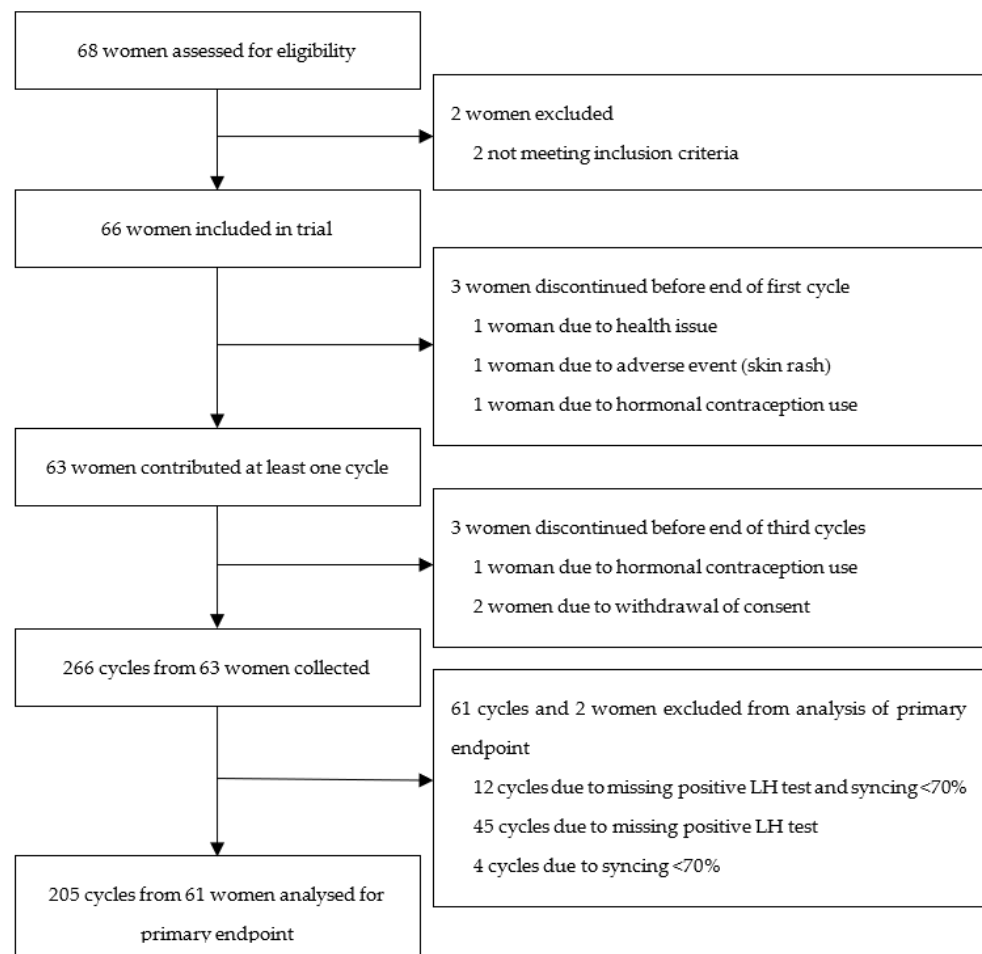 68 women assessed for eligibility
2 women excluded
2 not meeting inclusion criteria
66 women included in trial
3 women discontinued before end of first cycle
1 woman due to health issue
1 woman due to adverse event (skin rash)
1 woman due to hormonal contraception use
63 women contributed at least one cycle
3 women discontinued before end of third cycles
1 woman due to hormonal contraception use
2 women due to withdrawal of consent
266 cycles from 63 women collected
61 cycles and 2 women excluded from analysis of primary
endpoint
12 cycles due to missing positive LH test and syncing <70%
45 cycles due to missing positive LH test
4 cycles due to syncing <70%
205 cycles from 61 women analysed for
primary endpoint